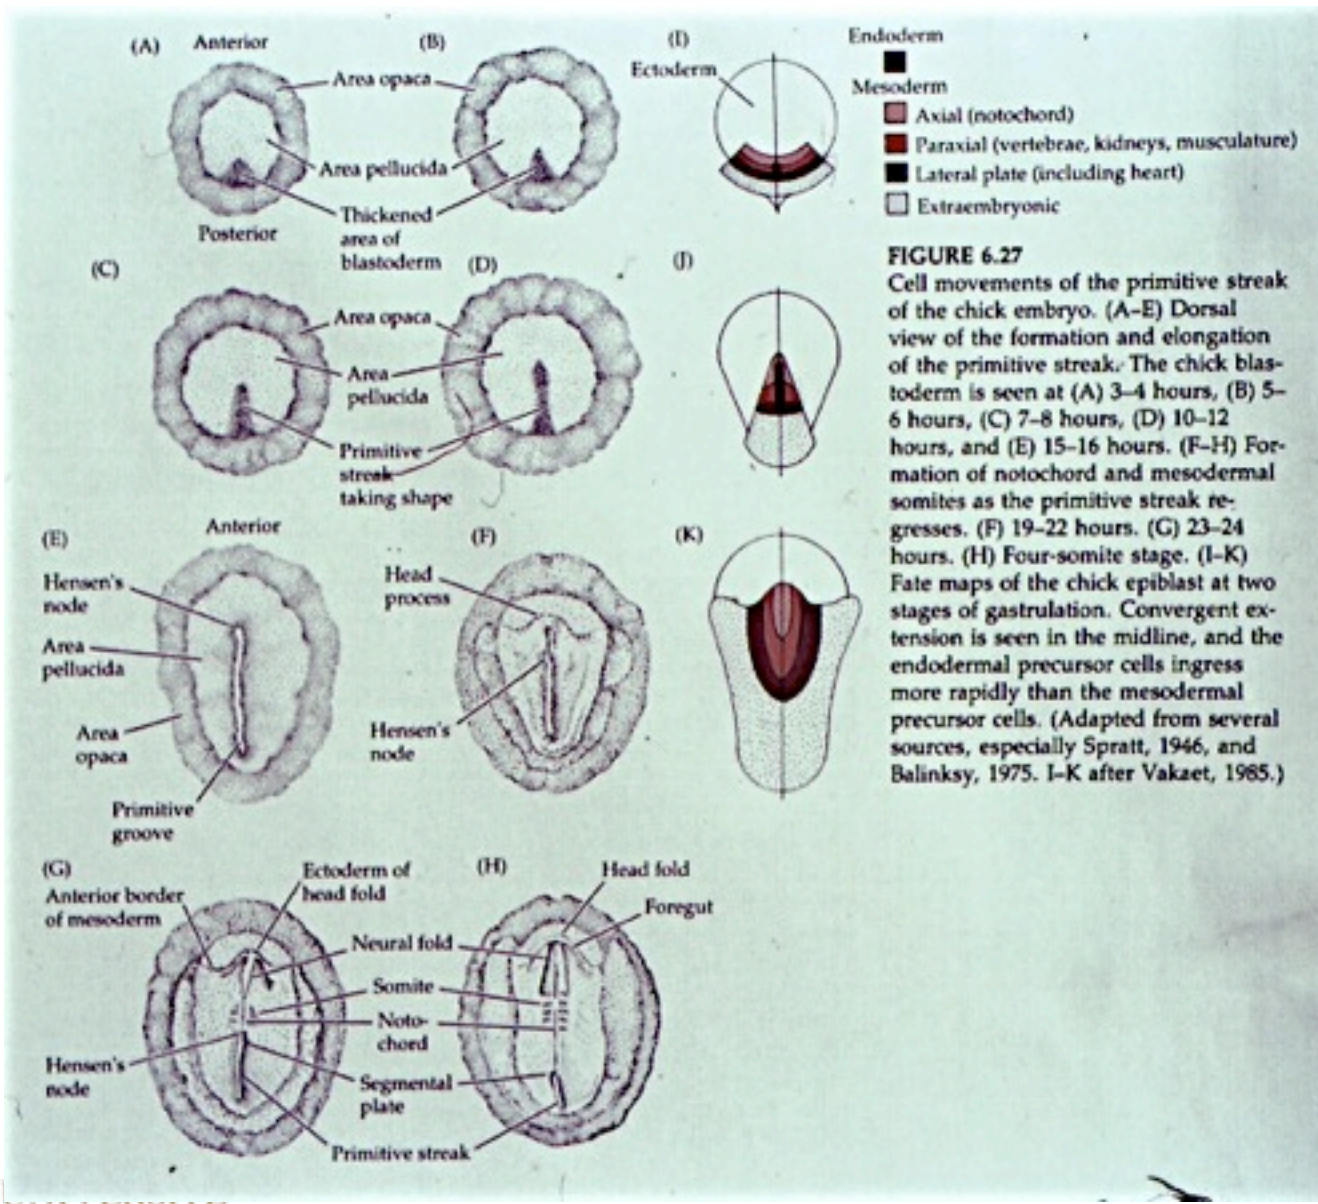 (A)
Anterior
(B)
Area opaca
Area pellucida
Thickened
area of
blastoderm
Posterior
(C)
(D)
Area opaca
Area
pellucida
Primitive
streak
taking shape
(E)
Anterior
Hensen's
node
Area
pellucida
Area
opaca
Primitive
groove
(F)
Head
process
Hensen's
node
(G)
Anterior border
of mesoderm
Ectoderm of
head fold
(H)
Head fold
Foregut
Neural fold
Somite
Noto-
chord
Hensen's
node
Segmental
plate
Primitive streak
(I)
Ectoderm
(J)
(K)
Endoderm
Mesoderm
Axial (notochord)
Paraxial (vertebrae, kidneys, musculature)
Lateral plate (including heart)
Extraembryonic
FIGURE 6.27
Cell movements of the primitive streak
of the chick embryo. (A–E) Dorsal
view of the formation and elongation
of the primitive streak. The chick blas-
toderm is seen at (A) 3–4 hours, (B) 5–
6 hours, (C) 7–8 hours, (D) 10–12
hours, and (E) 15–16 hours. (F–H) For-
mation of notochord and mesodermal
somites as the primitive streak re-
gresses. (F) 19–22 hours. (G) 23–24
hours. (H) Four-somite stage. (I–K)
Fate maps of the chick epiblast at two
stages of gastrulation. Convergent ex-
tension is seen in the midline, and the
endodermal precursor cells ingress
more rapidly than the mesodermal
precursor cells. (Adapted from several
sources, especially Spratt, 1946, and
Balinksy, 1975. I–K after Vakaet, 1985.)